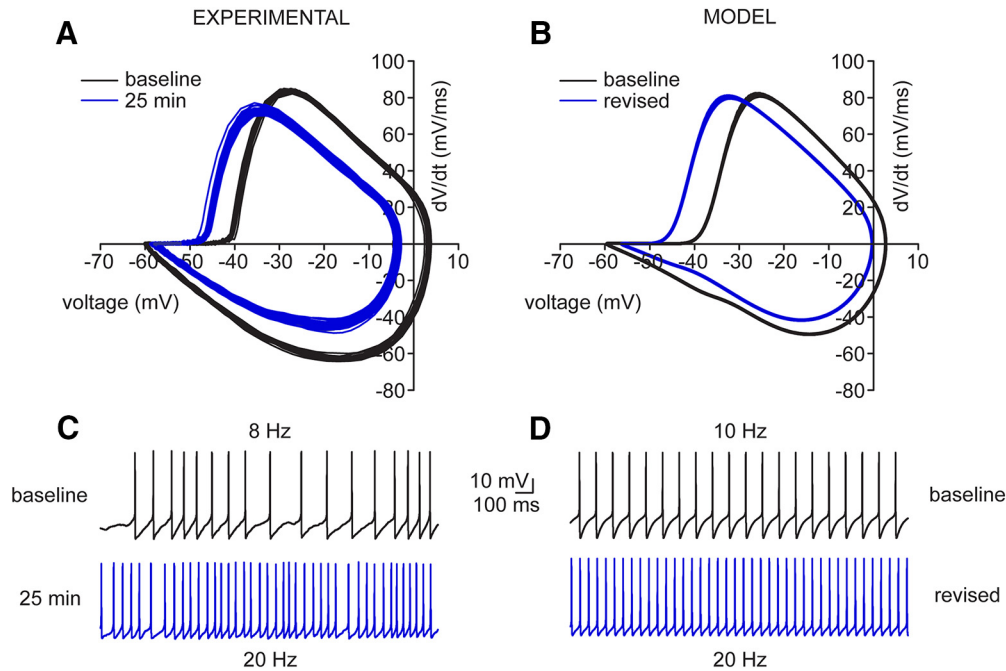 EXPERIMENTAL
MODEL
A
B
baseline
25 min
100
80
60
40
20
-20
-40
-60
-80
dV/dt (mV/ms)
-70
-60
-50
-40
-30
-20
-10
10
voltage (mV)
baseline
revised
100
80
60
40
20
-20
-40
-60
-80
dV/dt (mV/ms)
-70
-60
-50
-40
-30
-20
-10
10
voltage (mV)
C
8 Hz
D
10 Hz
baseline
10 mV
100 ms
baseline
25 min
revised
20 Hz
20 Hz